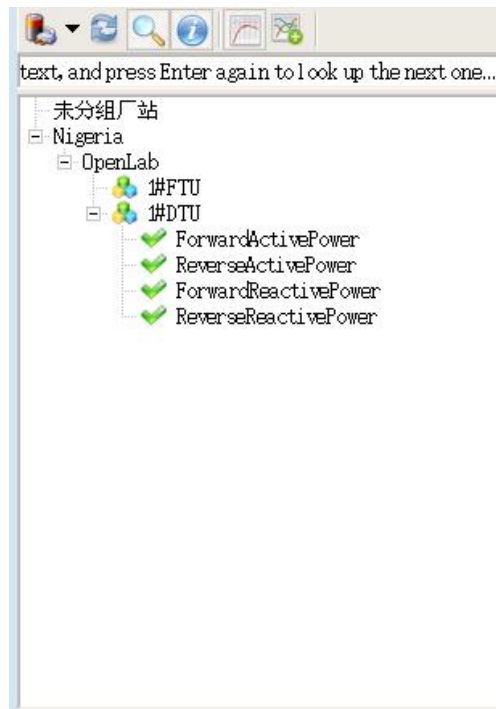 text, and press Enter again to look up the next one...
未分组厂站
Nigeria
OpenLab
1#FTU
1#DTU
ForwardActivePower
ReverseActivePower
ForwardReactivePower
ReverseReactivePower